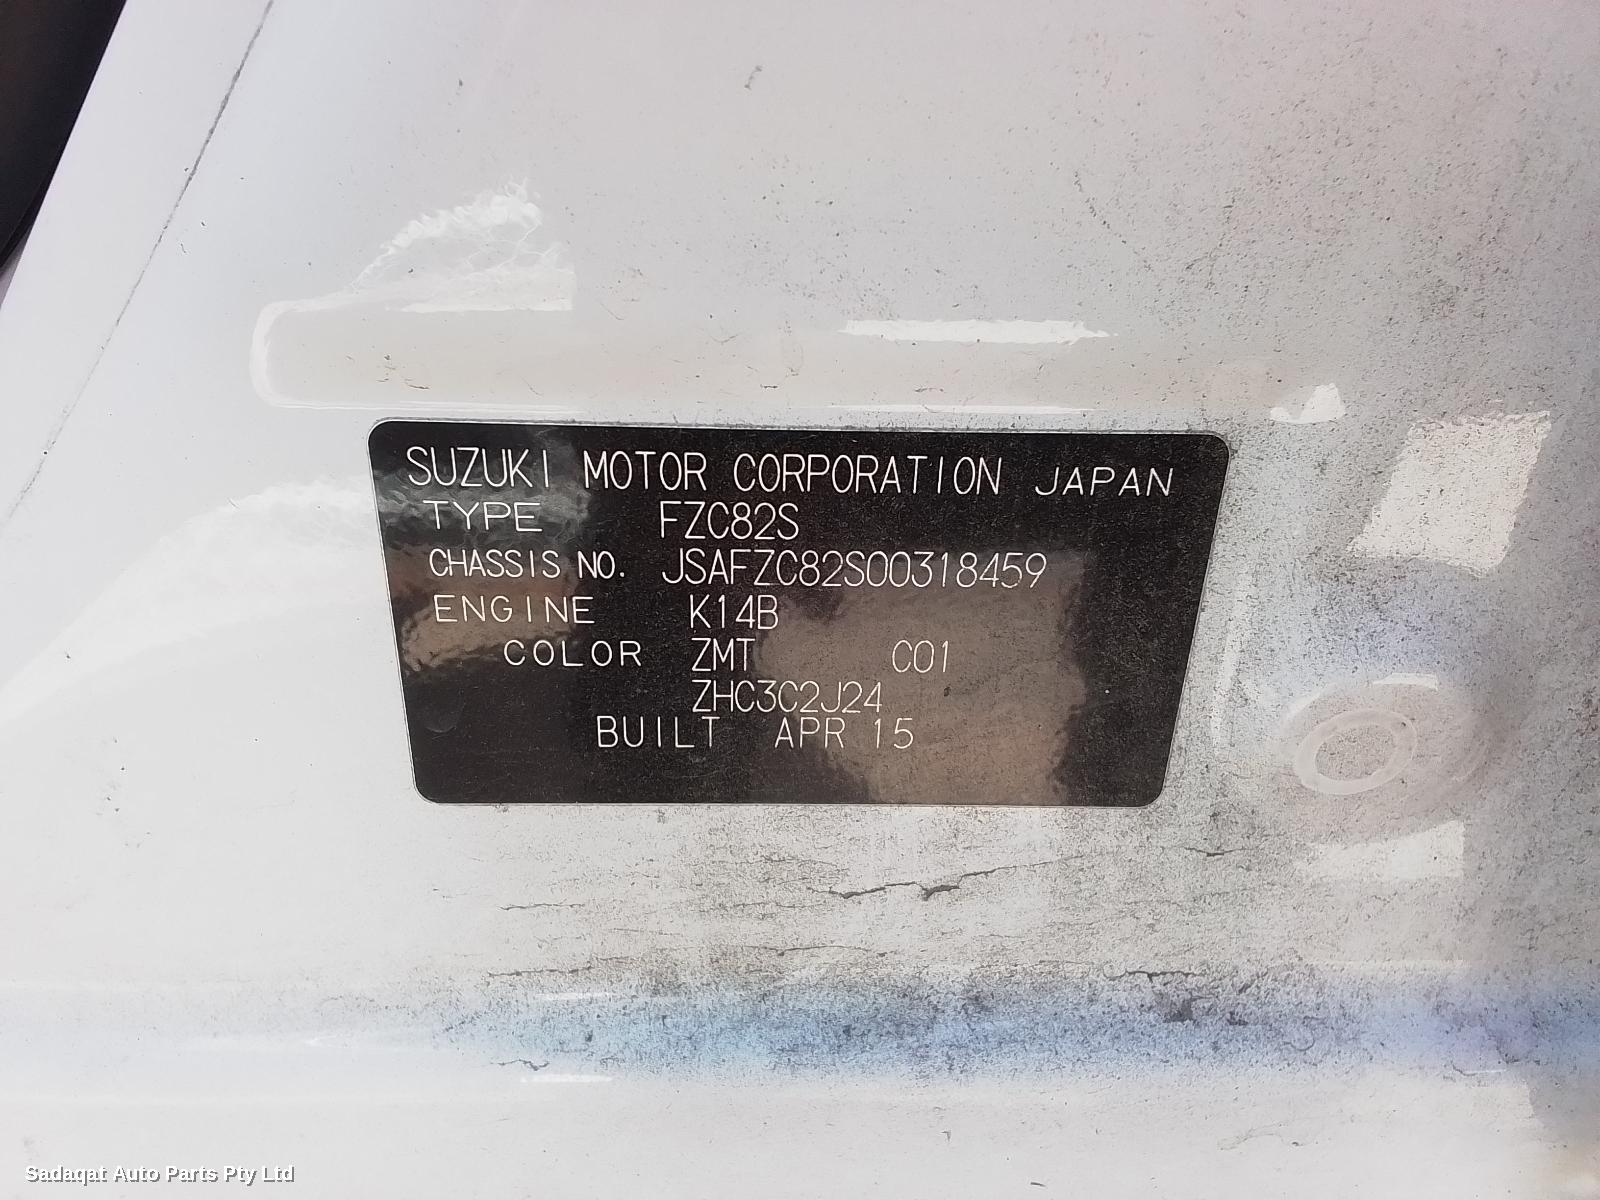 SUZUKI MOTOR CORPORATION JAPAN
TYPE FZC82S
CHASSIS NO. JSAFZC82S00318459
ENGINE K14B
COLOR ZMT C01
ZHC3C2J24
BUILT APR 15
Sadaqat Auto Parts Pty Ltd